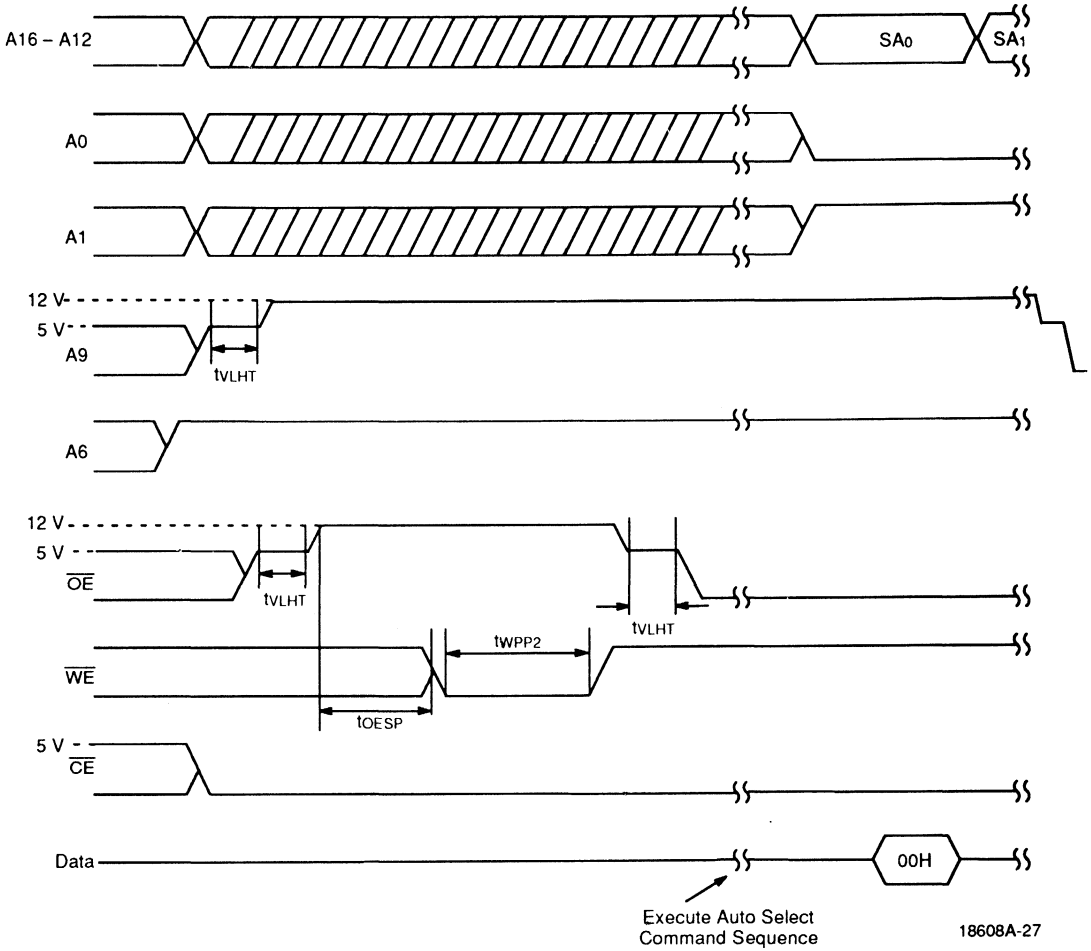 A16 – A12
SA0
SA1
A0
A1
12 V
5 V
A9
tVLHT
A6
12 V
5 V
OE
tVLHT
tVLHT
tWPP2
WE
tOESP
5 V
CE
Data
00H
Execute Auto Select
Command Sequence
18608A-27